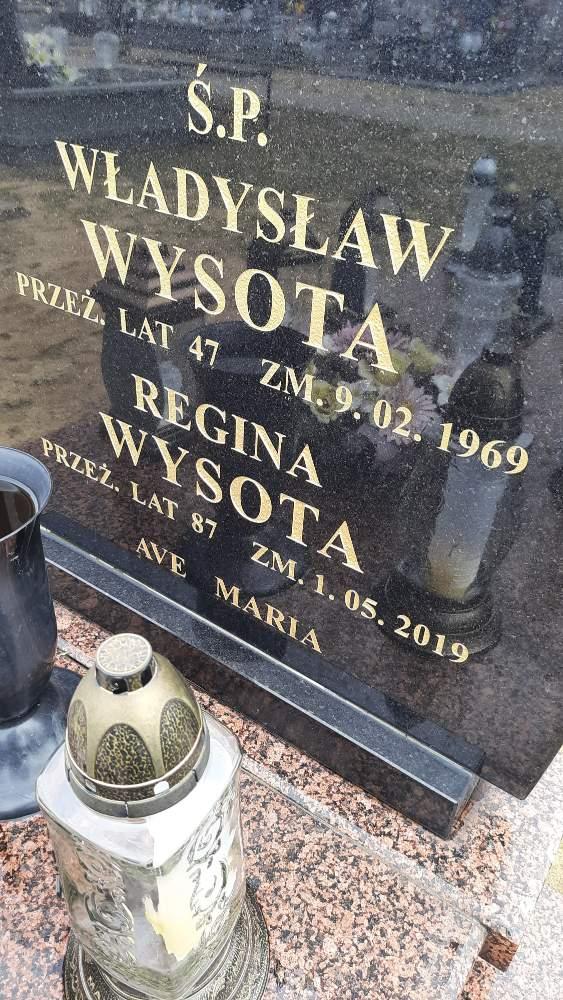 Ś.P.
WŁADYSŁAW
WYSOTA
PRZEŻ. LAT 47 ZM. 9. 02. 1969
REGINA
WYSOTA
PRZEŻ. LAT 87 ZM. 1. 05. 2019
AVE MARIA